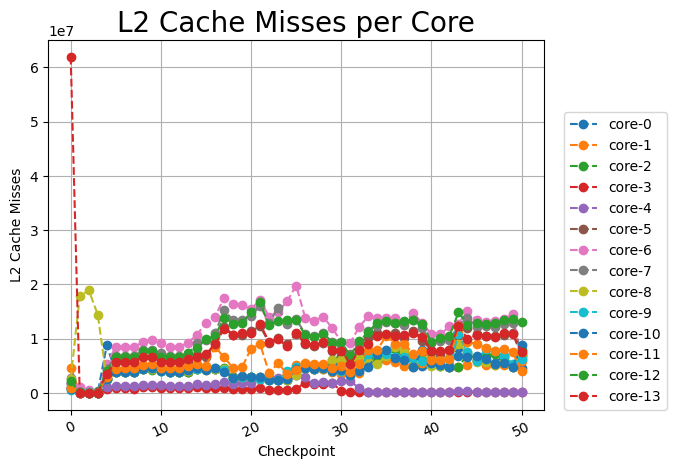 L2 Cache Misses per Core
1e7
6
5
4
3
2
1
0
L2 Cache Misses
0
10
20
30
40
50
Checkpoint
core-0
core-1
core-2
core-3
core-4
core-5
core-6
core-7
core-8
core-9
core-10
core-11
core-12
core-13